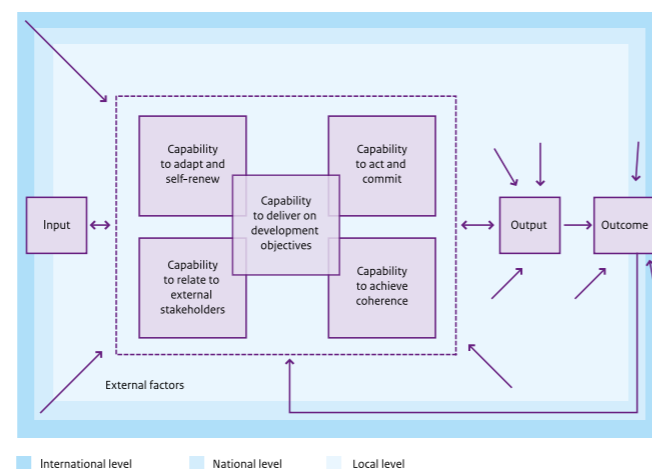 Capability
to adapt and
self-renew
Capability
to act and
commit
Input
Capability
to deliver on
development
objectives
Output
Outcome
Capability
to relate to
external
stakeholders
Capability
to achieve
coherence
External factors
International level
National level
Local level